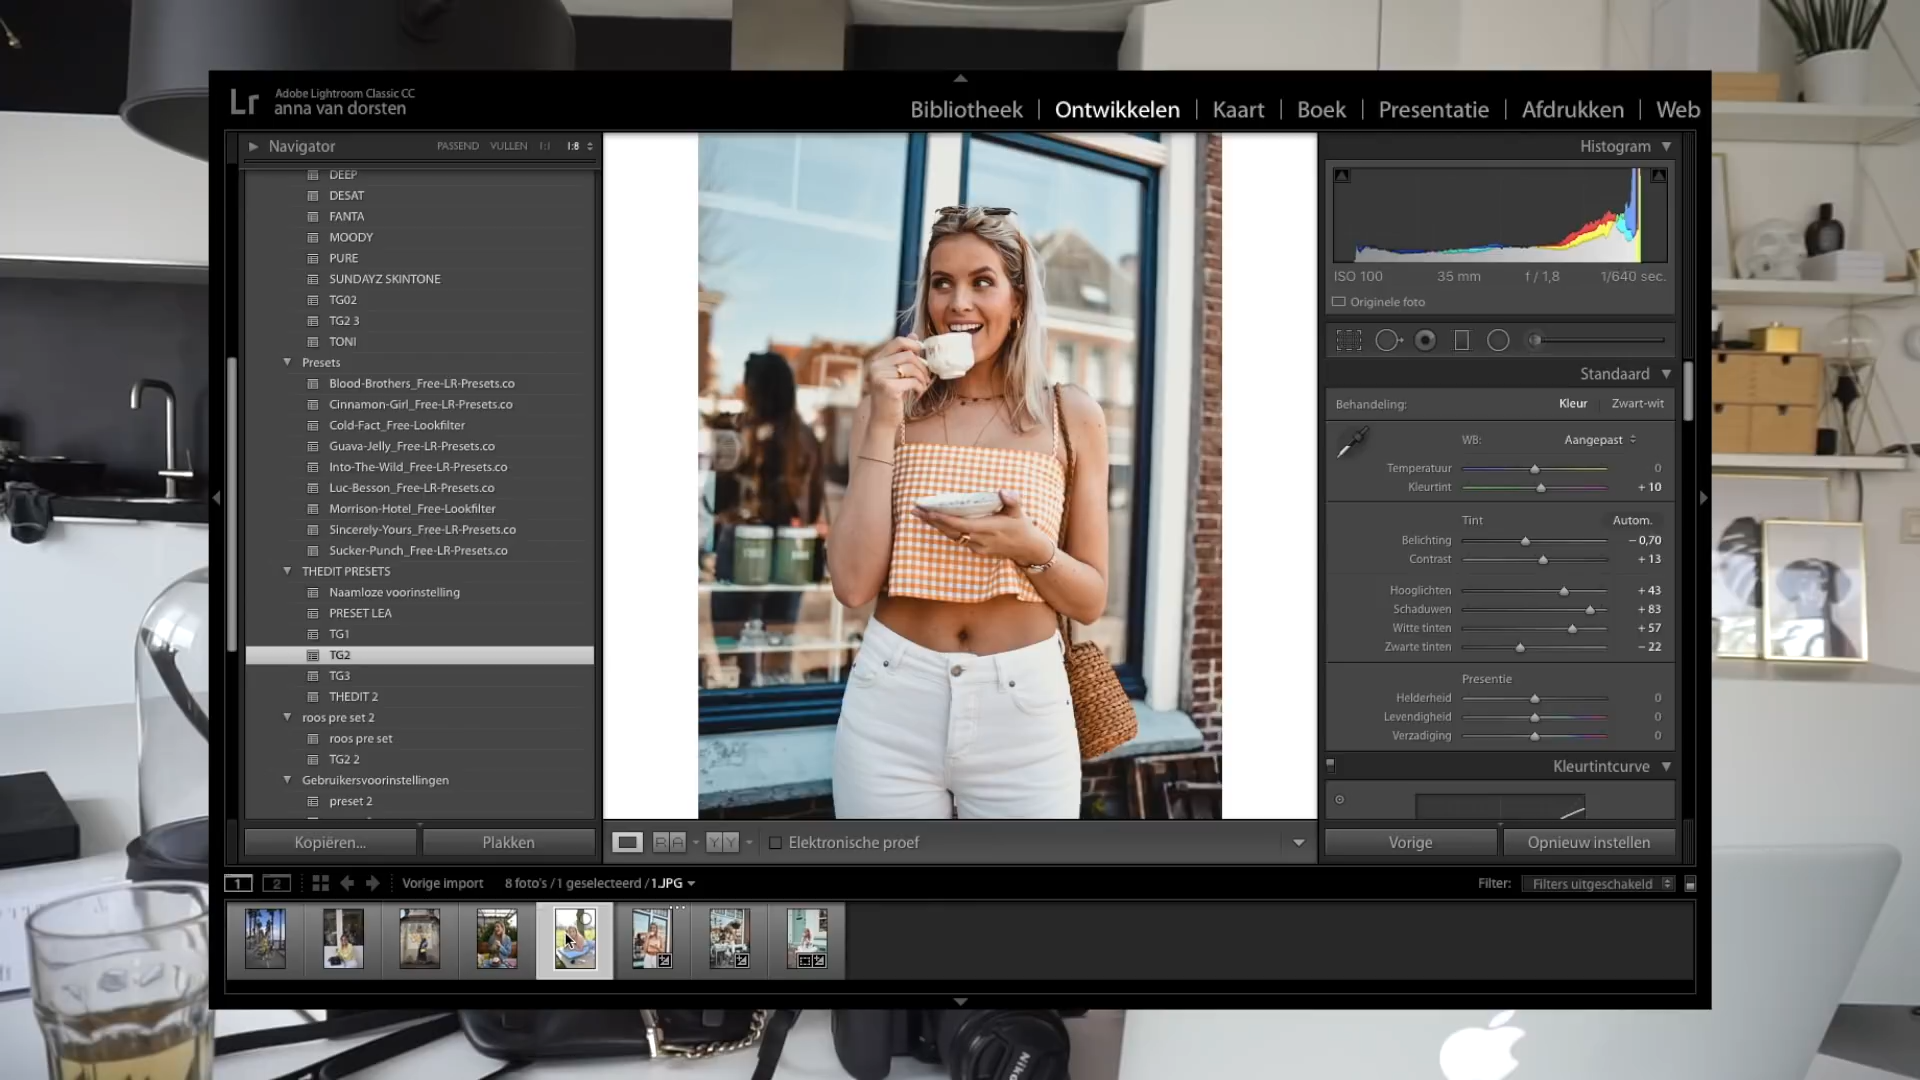 Lr
Adobe Lightroom Classic CC
anna van dorsten
Bibliotheek | Ontwikkelen | Kaart | Boek | Presentatie | Afdrukken | Web
Navigator
PASSEND VULLEN 1:1 1:8
DEEP
DESAT
FANTA
MOODY
PURE
SUNDAYZ SKINTONE
TG02
TG2 3
TONI
Presets
Blood-Brothers_Free-LR-Presets.co
Cinnamon-Girl_Free-LR-Presets.co
Cold-Fact_Free-Lookfilter
Guava-Jelly_Free-LR-Presets.co
Into-The-Wild_Free-LR-Presets.co
Luc-Besson_Free-LR-Presets.co
Morrison-Hotel_Free-Lookfilter
Sincerely-Yours_Free-LR-Presets.co
Sucker-Punch_Free-LR-Presets.co
THEDIT PRESETS
Naamloze voorinstelling
PRESET LEA
TG1
TG2
TG3
THEDIT 2
roos pre set 2
roos pre set
TG2 2
Gebruikersvoorinstellingen
preset 2
Kopiëren...
Plakken
R A
Y Y
Elektronische proef
Histogram
ISO 100 35 mm f / 1,8 1/640 sec.
Originele foto
Standaard
Behandeling: Kleur Zwart-wit
WB: Aangepast
Temperatuur 0
Kleurtint + 10
Tint Autom.
Belichting − 0,70
Contrast + 13
Hooglichten + 43
Schaduwen + 83
Witte tinten + 57
Zwarte tinten − 22
Presentie
Helderheid 0
Levendigheid 0
Verzadiging 0
Kleurtintcurve
Vorige
Opnieuw instellen
1 2 Vorige import 8 foto's / 1 geselecteerd / 1.JPG
Filter: Filters uitgeschakeld
Nikon